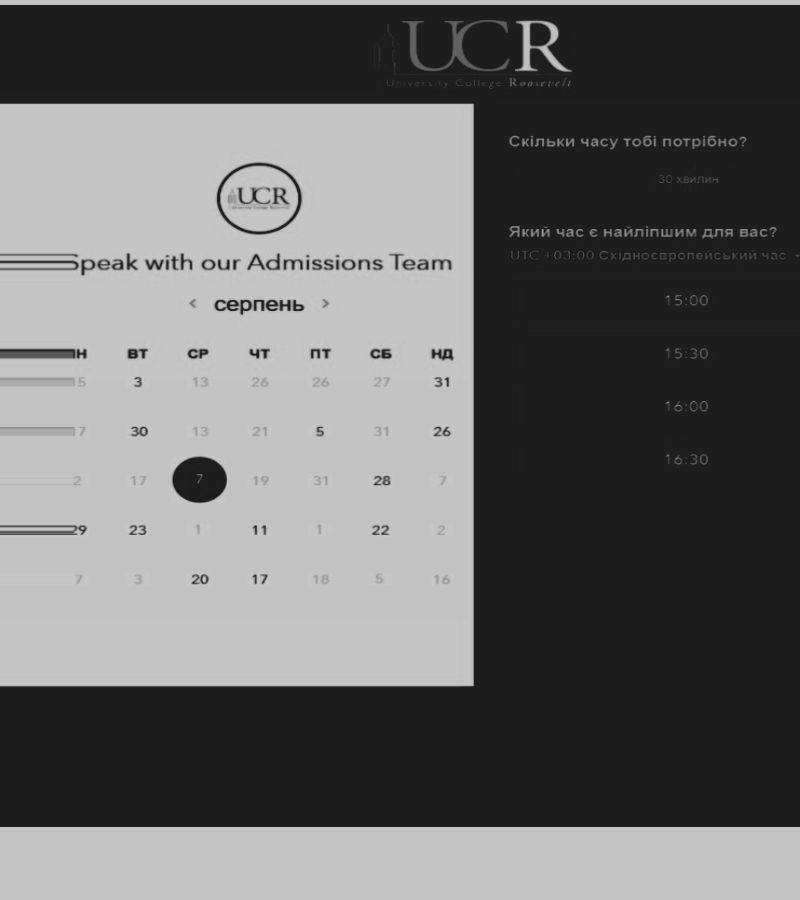 UCR
University College Roosevelt
UCR
Speak with our Admissions Team
< серпень >
Н ВТ СР ЧТ ПТ СБ НД
5 3 13 26 26 27 31
7 30 13 21 5 31 26
2 17 7 19 31 28 7
29 23 1 11 1 22 2
7 3 20 17 18 5 16
Скільки часу тобі потрібно?
30 хвилин
Який час є найліпшим для вас?
UTC +03:00 Східноєвропейський час
15:00
15:30
16:00
16:30